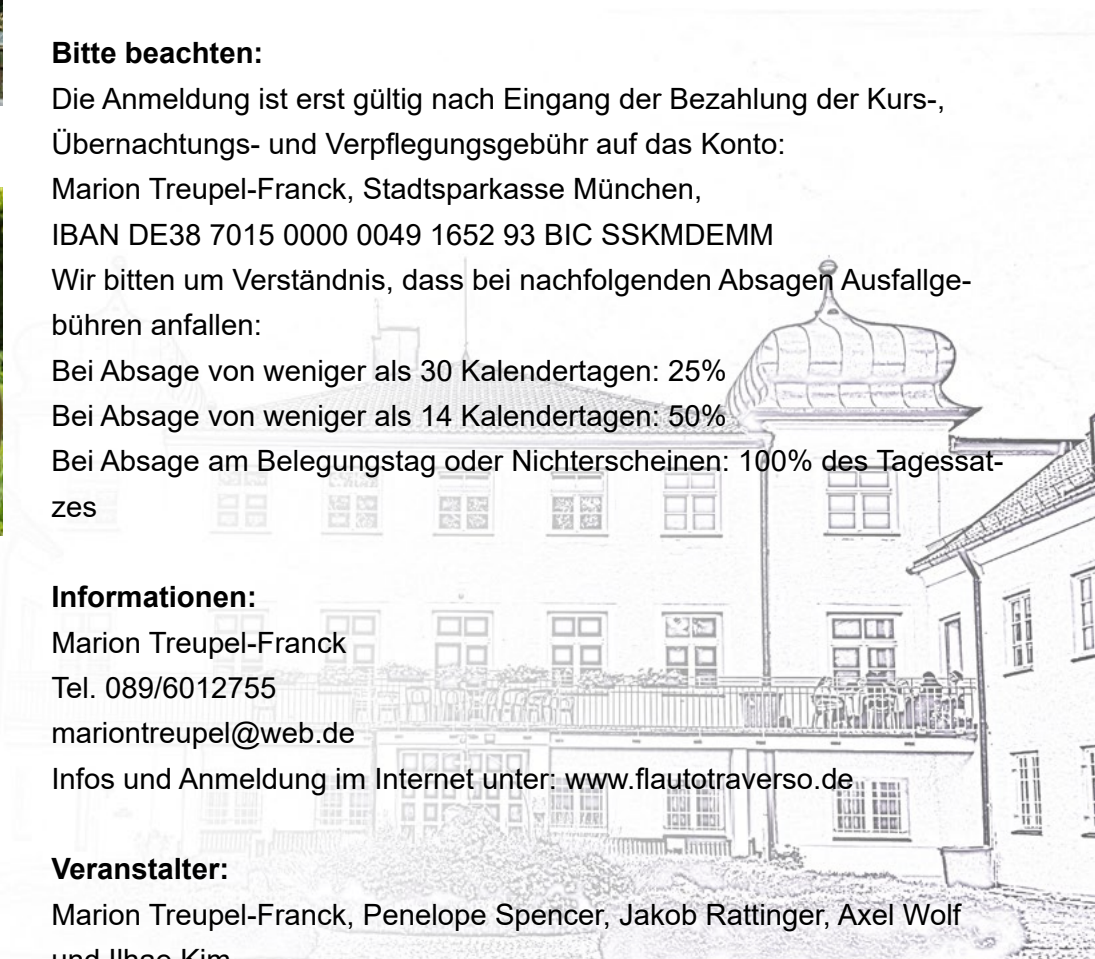 Bitte beachten:
Die Anmeldung ist erst gültig nach Eingang der Bezahlung der Kurs-,
Übernachtungs- und Verpflegungsgebühr auf das Konto:
Marion Treupel-Franck, Stadtsparkasse München,
IBAN DE38 7015 0000 0049 1652 93 BIC SSKMDEMM
Wir bitten um Verständnis, dass bei nachfolgenden Absagen Ausfallge-
bühren anfallen:
Bei Absage von weniger als 30 Kalendertagen: 25%
Bei Absage von weniger als 14 Kalendertagen: 50%
Bei Absage am Belegungstag oder Nichterscheinen: 100% des Tagessat-
zes
Informationen:
Marion Treupel-Franck
Tel. 089/6012755
mariontreupel@web.de
Infos und Anmeldung im Internet unter: www.flautotraverso.de
Veranstalter:
Marion Treupel-Franck, Penelope Spencer, Jakob Rattinger, Axel Wolf
und Ilhae Kim